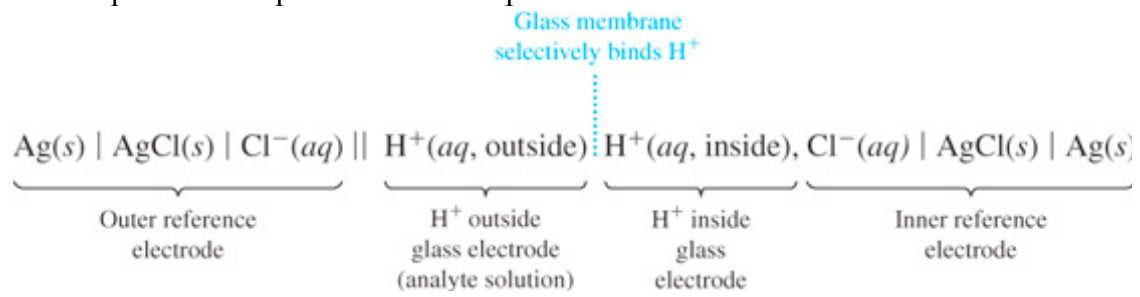 Glass membrane
selectively binds H⁺
Ag(s) | AgCl(s) | Cl⁻(aq) || H⁺(aq, outside) ⋮ H⁺(aq, inside), Cl⁻(aq) | AgCl(s) | Ag(s)
Outer reference
electrode
H⁺ outside
glass electrode
(analyte solution)
H⁺ inside
glass
electrode
Inner reference
electrode